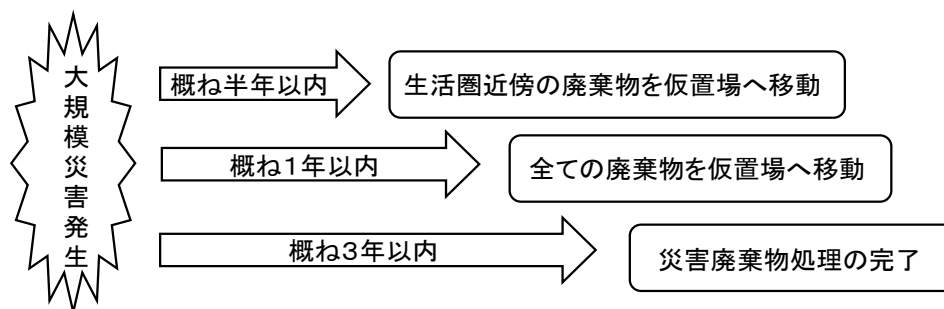 大規模災害発生
概ね半年以内
生活圏近傍の廃棄物を仮置場へ移動
概ね1年以内
全ての廃棄物を仮置場へ移動
概ね3年以内
災害廃棄物処理の完了